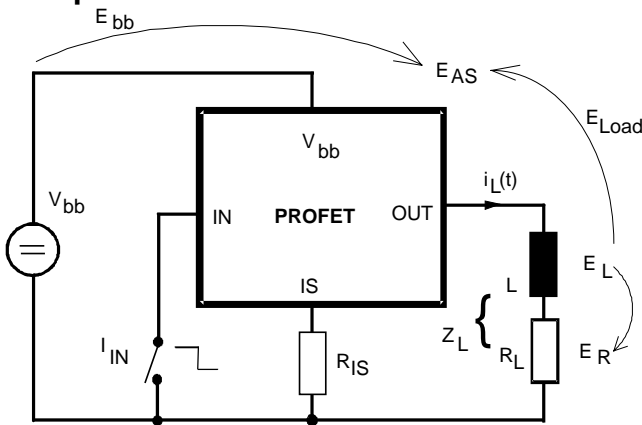 E bb
E AS
E Load
V bb
V bb
i L(t)
IN
PROFET
OUT
IS
L
E L
Z L
{
I IN
R IS
R L
E R